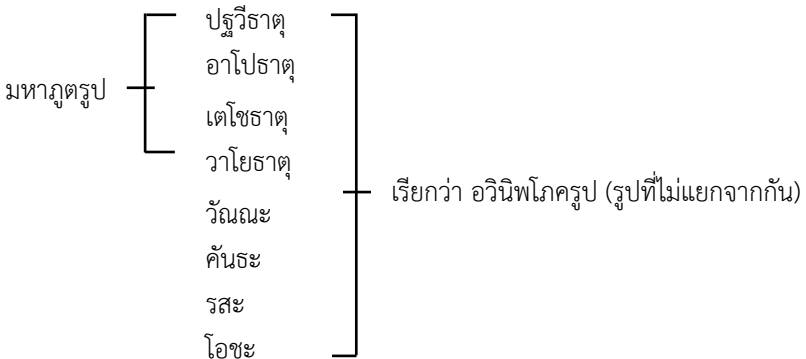 ปฐวีธาตุ
อาโปธาตุ
มหาภูตรูป
เตโชธาตุ
วาโยธาตุ
เรียกว่า อวินิพโภครูป (รูปที่ไม่แยกจากกัน)
วัณณะ
คันธะ
รสะ
โอชะ